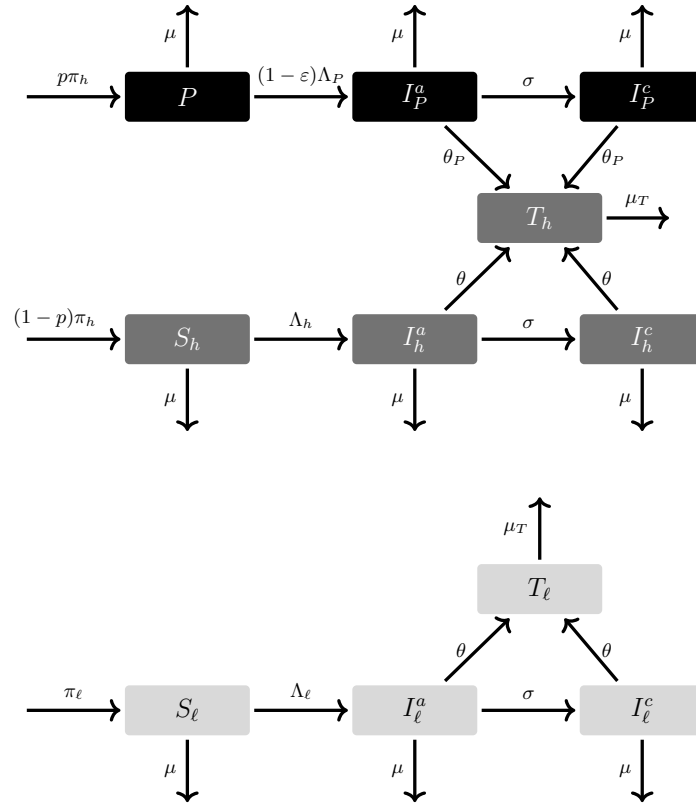 μ μ μ
pπ_h P (1 − ε)Λ_P I_P^a σ I_P^c
θ_P θ_P
T_h μ_T
θ θ
(1 − p)π_h S_h Λ_h I_h^a σ I_h^c
μ μ μ
μ_T
T_ℓ
θ θ
π_ℓ S_ℓ Λ_ℓ I_ℓ^a σ I_ℓ^c
μ μ μ